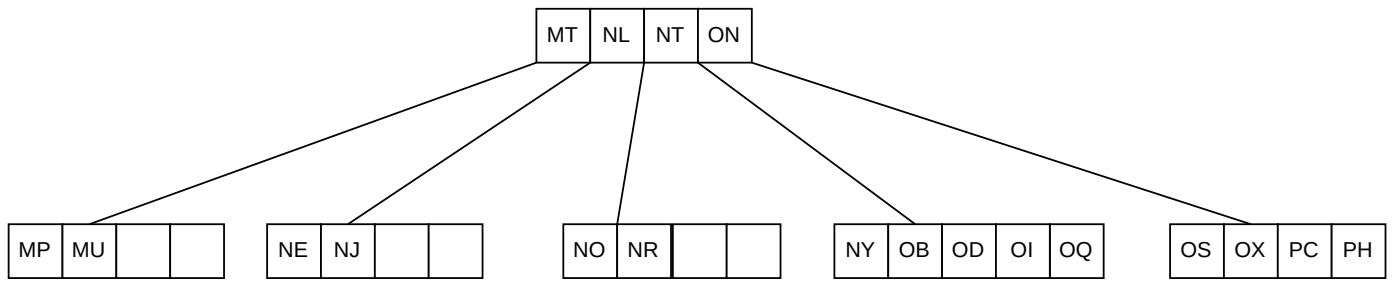 MT NL NT ON
MP MU NE NJ NO NR NY OB OD OI OQ OS OX PC PH